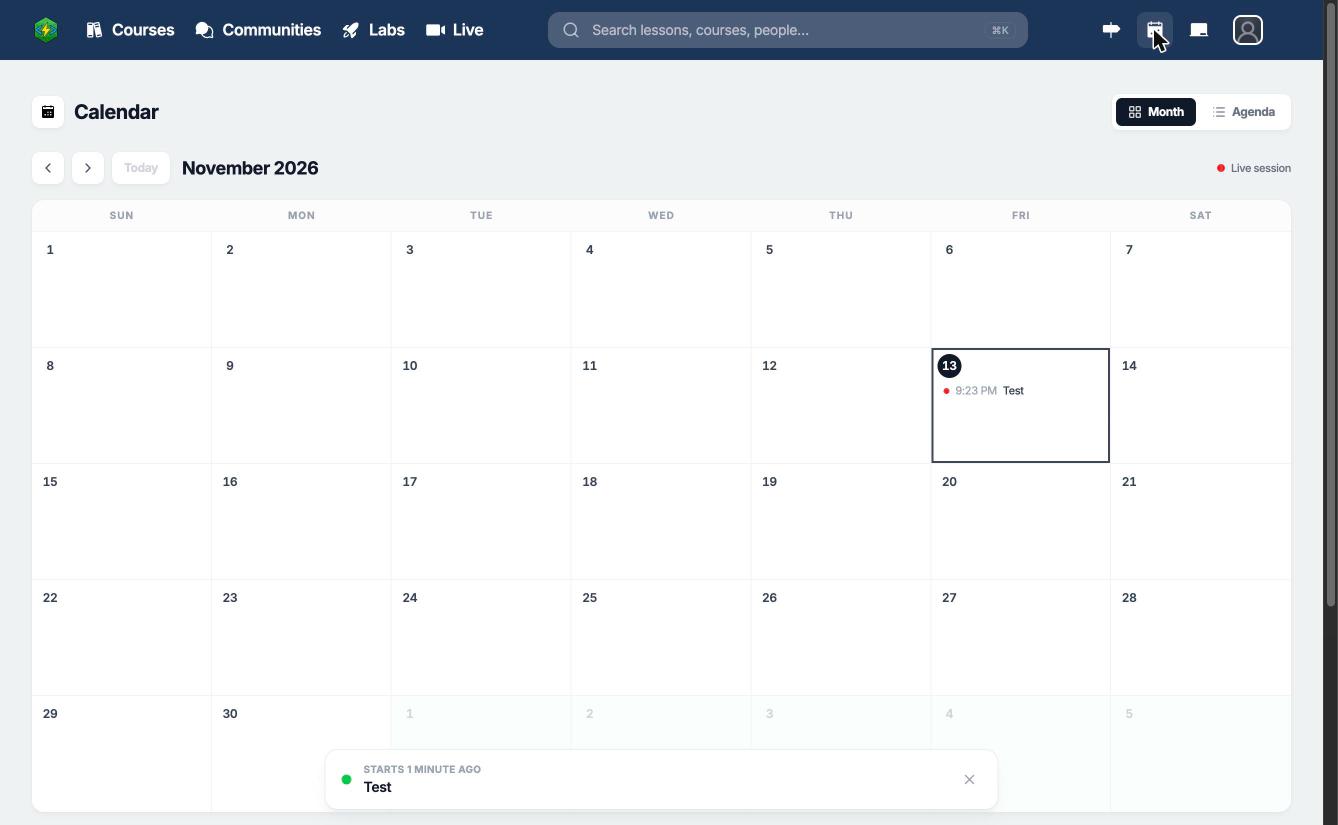 Courses Communities Labs Live Search lessons, courses, people... ⌘K
Calendar Month Agenda
Today November 2026 Live session
SUN MON TUE WED THU FRI SAT
1 2 3 4 5 6 7
8 9 10 11 12 13 14
9:23 PM Test
15 16 17 18 19 20 21
22 23 24 25 26 27 28
29 30 1 2 3 4 5
STARTS 1 MINUTE AGO
Test